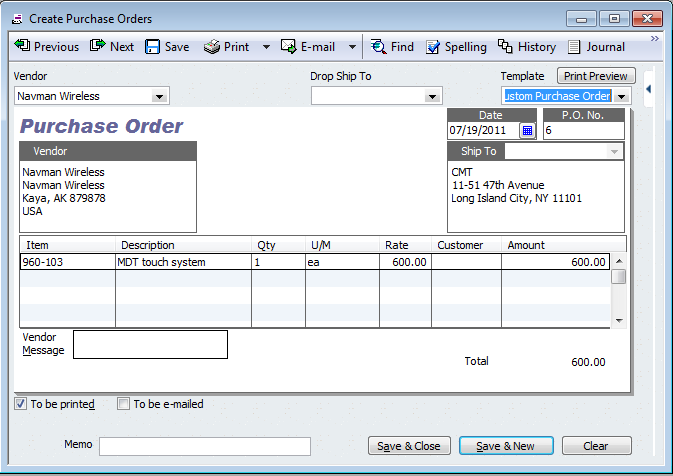 Create Purchase Orders
Previous Next Save Print E-mail Find Spelling History Journal »
Vendor Drop Ship To Template Print Preview
Navman Wireless ustom Purchase Order
Purchase Order
Date P.O. No.
07/19/2011 6
Vendor Ship To
Navman Wireless
Navman Wireless
Kaya, AK 879878
USA
CMT
11-51 47th Avenue
Long Island City, NY 11101
Item Description Qty U/M Rate Customer Amount
960-103 MDT touch system 1 ea 600.00 600.00
Vendor
Message
Total 600.00
To be printed To be e-mailed
Memo Save & Close Save & New Clear